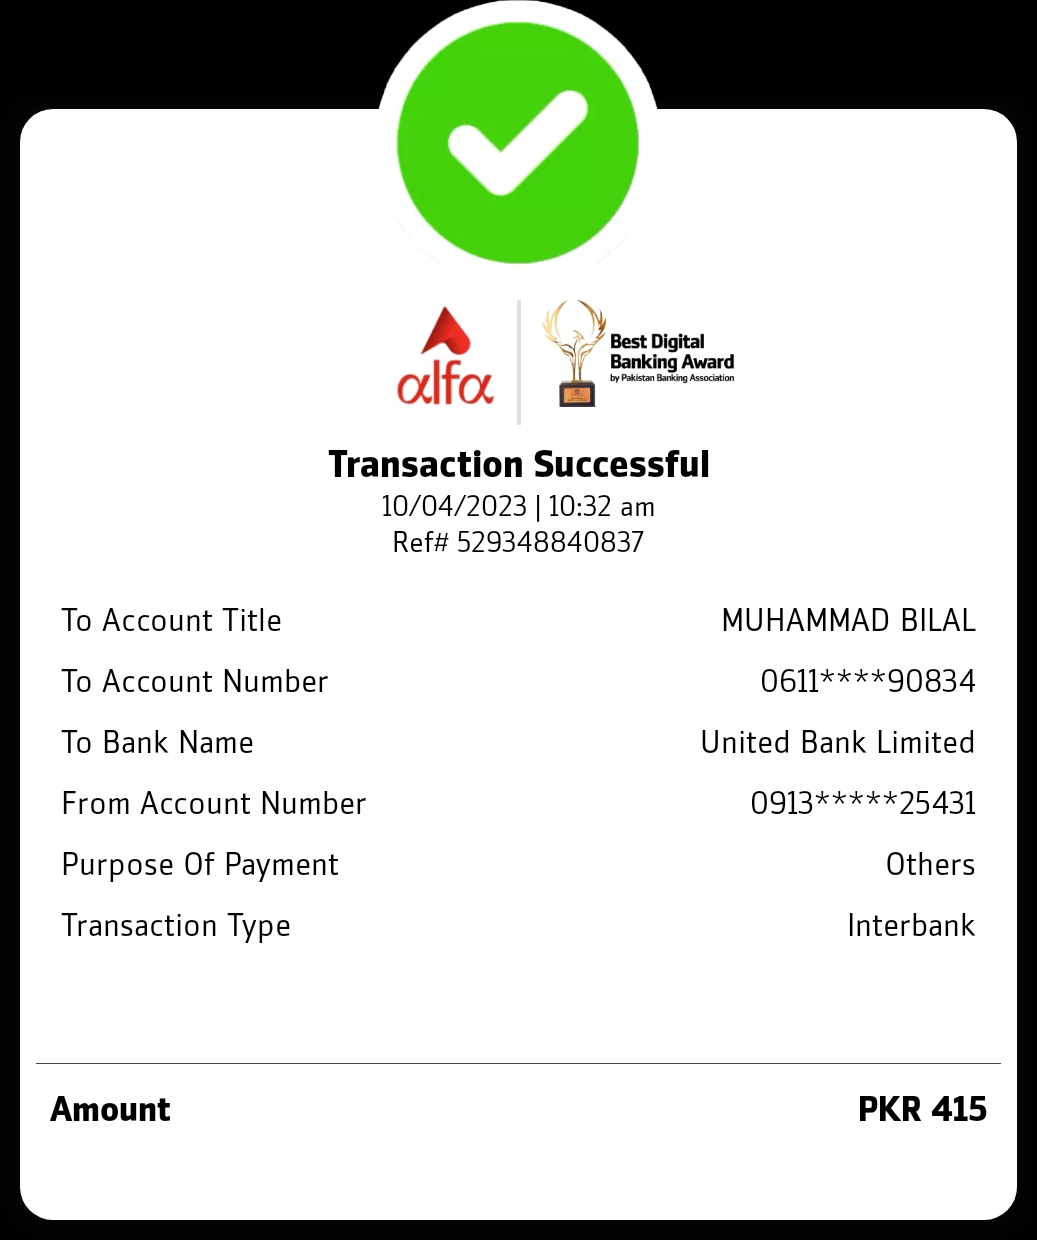 alfa
Best Digital
Banking Award
by Pakistan Banking Association
Transaction Successful
10/04/2023 | 10:32 am
Ref# 529348840837
To Account Title MUHAMMAD BILAL
To Account Number 0611****90834
To Bank Name United Bank Limited
From Account Number 0913*****25431
Purpose Of Payment Others
Transaction Type Interbank
Amount PKR 415